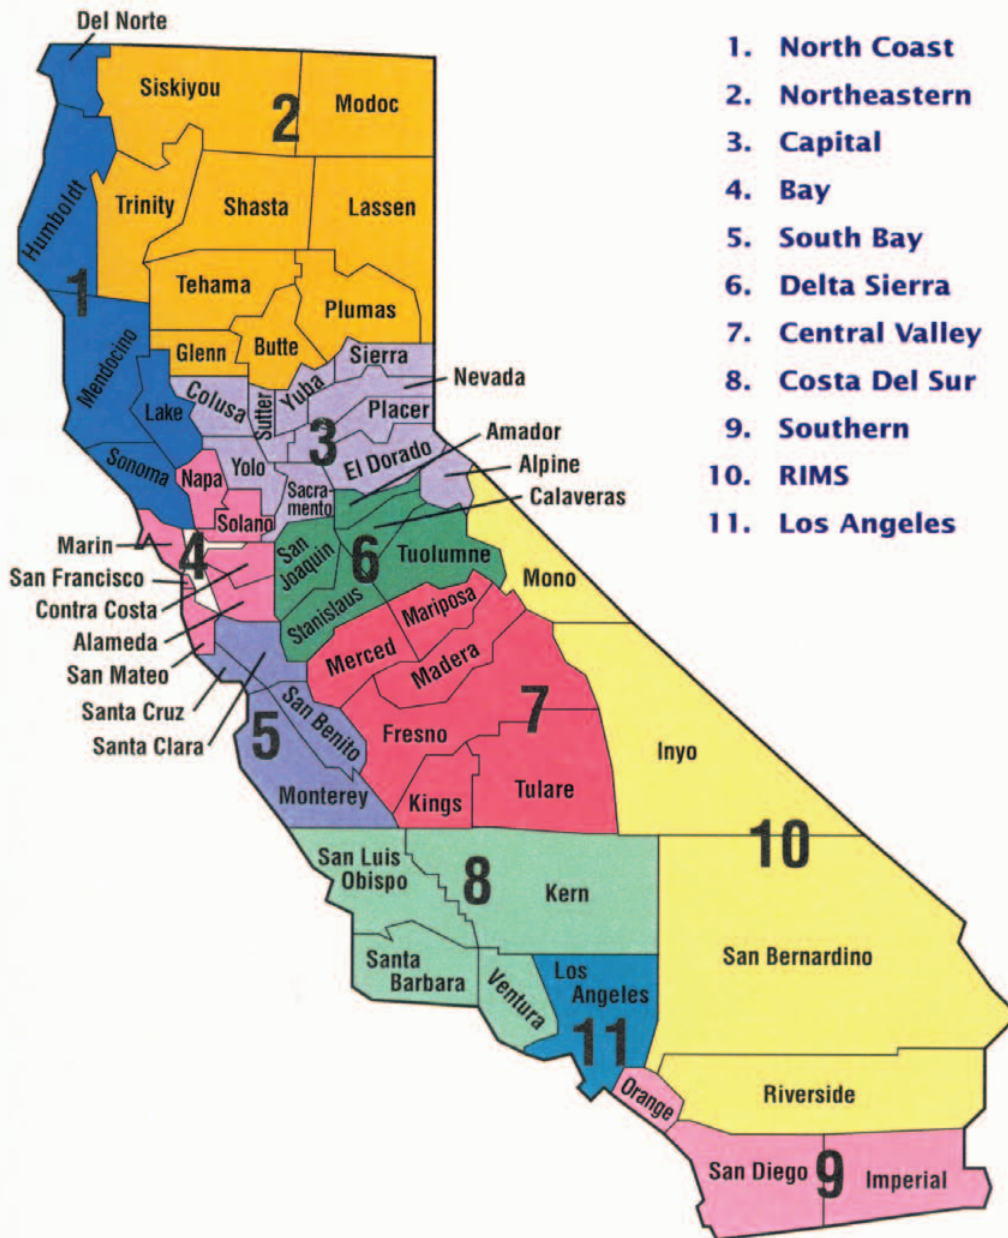 Del Norte
1. North Coast
2. Northeastern
3. Capital
4. Bay
5. South Bay
6. Delta Sierra
7. Central Valley
8. Costa Del Sur
9. Southern
10. RIMS
11. Los Angeles
Siskiyou
2
Modoc
Humboldt
Trinity
Shasta
Lassen
1
Tehama
Plumas
Mendocino
Glenn
Butte
Sierra
Lake
Colusa
Sutter
Yuba
Nevada
Placer
3
Amador
Sonoma
Napa
Yolo
El Dorado
Alpine
Sacra-
mento
Calaveras
Solano
Marin
4
San
Joaquin
6
Tuolumne
Mono
San Francisco
Contra Costa
Stanislaus
Mariposa
Alameda
Merced
Madera
San Mateo
Santa Cruz
San Benito
7
Santa Clara
5
Fresno
Inyo
Monterey
Kings
Tulare
10
San Luis
Obispo
8
Kern
San Bernardino
Santa
Barbara
Ventura
Los
Angeles
11
Orange
Riverside
San Diego
9
Imperial